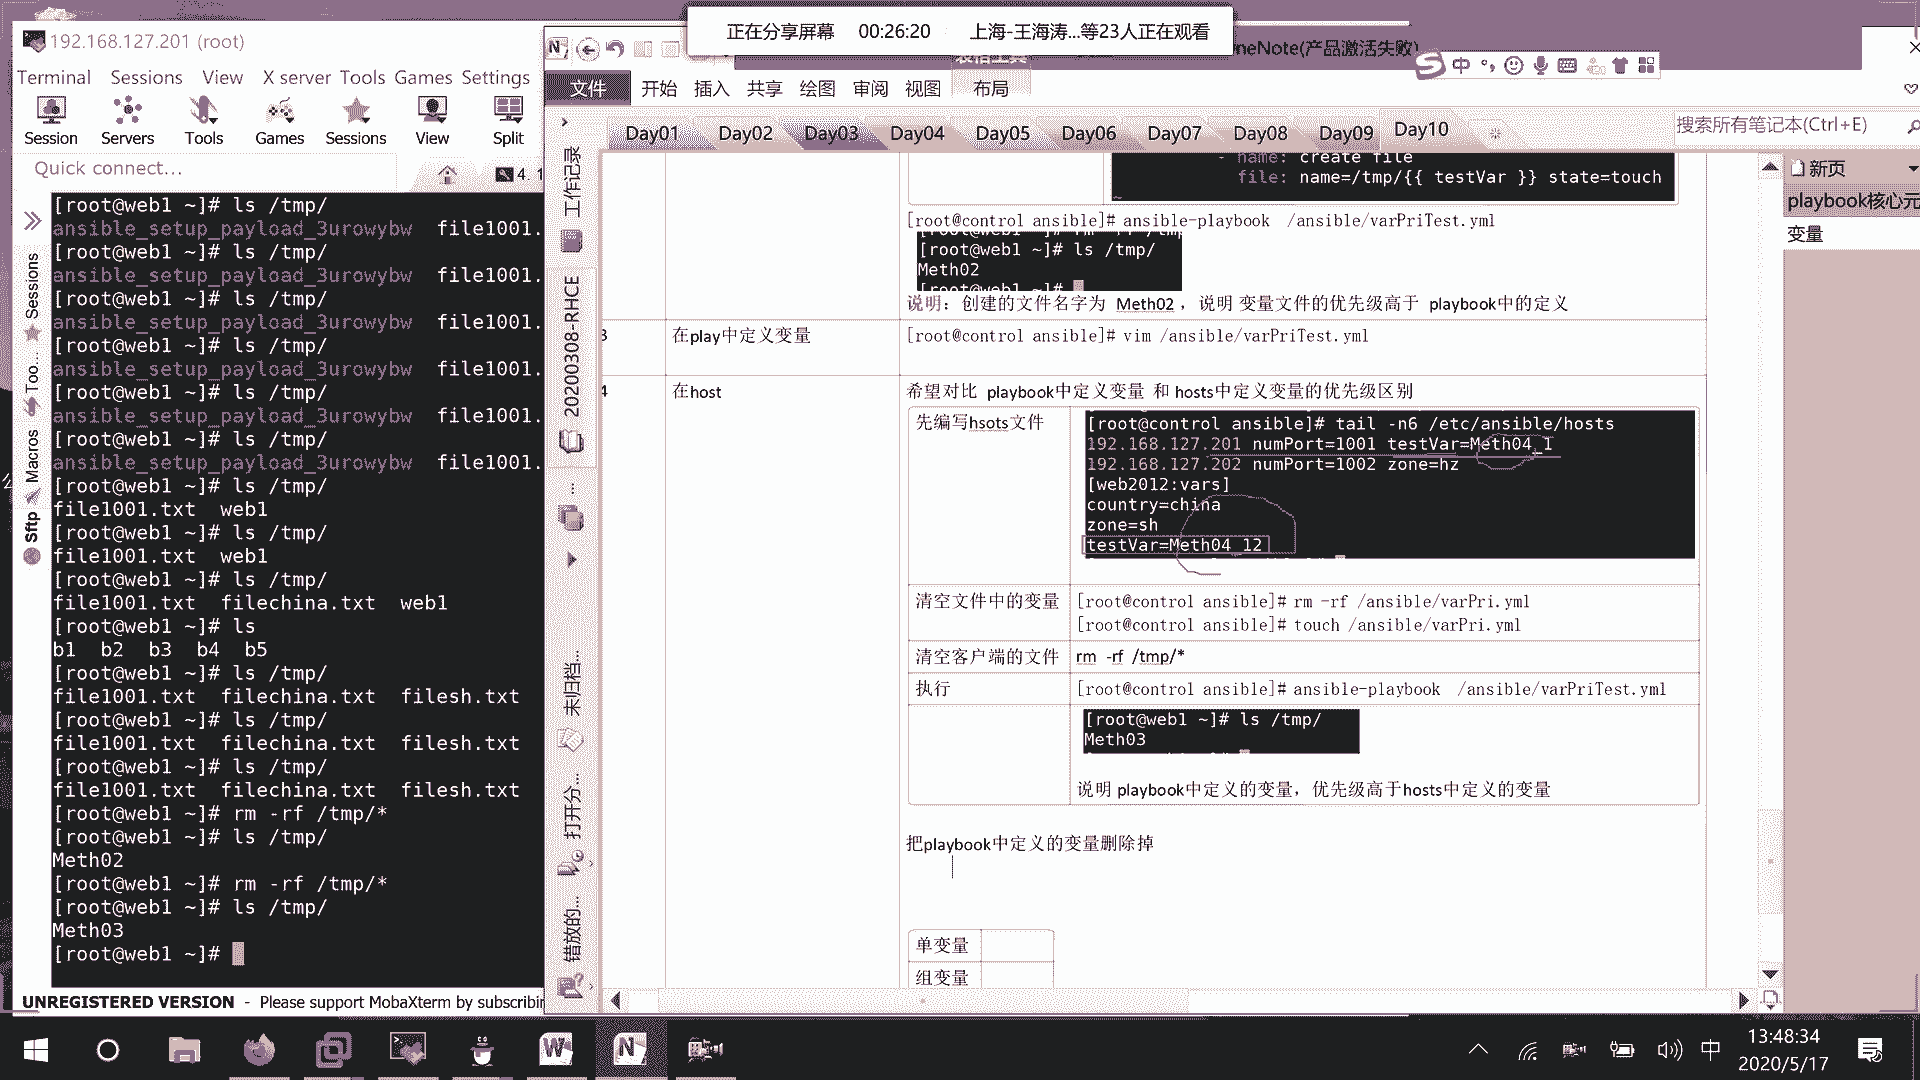 正在分享屏幕 00:26:20 上海-王海涛...等23人正在观看
192.168.127.201 (root)
Terminal Sessions View X server Tools Games Settings
Session Servers Tools Games Sessions View Split
Quick connect...
4. 1
Sessions
Too...
Macros
Sftp
[root@web1 ~]# ls /tmp/
ansible_setup_payload_3urowybw file1001.
[root@web1 ~]# ls /tmp/
ansible_setup_payload_3urowybw file1001.
[root@web1 ~]# ls /tmp/
ansible_setup_payload_3urowybw file1001.
[root@web1 ~]# ls /tmp/
ansible_setup_payload_3urowybw file1001.
[root@web1 ~]# ls /tmp/
ansible_setup_payload_3urowybw file1001.
[root@web1 ~]# ls /tmp/
ansible_setup_payload_3urowybw file1001.
[root@web1 ~]# ls /tmp/
file1001.txt web1
[root@web1 ~]# ls /tmp/
file1001.txt web1
[root@web1 ~]# ls /tmp/
file1001.txt filechina.txt web1
[root@web1 ~]# ls
b1 b2 b3 b4 b5
[root@web1 ~]# ls /tmp/
file1001.txt filechina.txt filesh.txt
[root@web1 ~]# ls /tmp/
file1001.txt filechina.txt filesh.txt
[root@web1 ~]# ls /tmp/
file1001.txt filechina.txt filesh.txt
[root@web1 ~]# rm -rf /tmp/*
[root@web1 ~]# ls /tmp/
Meth02
[root@web1 ~]# rm -rf /tmp/*
[root@web1 ~]# ls /tmp/
Meth03
[root@web1 ~]#
UNREGISTERED VERSION - Please support MobaXterm by subscribin
neNote(产品激活失败)
中
文件 开始 插入 共享 绘图 审阅 视图 布局
Day01 Day02 Day03 Day04 Day05 Day06 Day07 Day08 Day09 Day10
搜索所有笔记本(Ctrl+E)
新页
playbook核心元
变量
工作记录
20200308-RHCE
...
未归档...
打开分...
错放的...
- name: create file
file: name=/tmp/{{ testVar }} state=touch
~
[root@control ansible]# ansible-playbook /ansible/varPriTest.yml
[root@web1 ~]# ls /tmp/
Meth02
[root@web1 ~]#
说明：创建的文件名字为 Meth02 ，说明 变量文件的优先级高于 playbook中的定义
3 在play中定义变量 [root@control ansible]# vim /ansible/varPriTest.yml
4 在host 希望对比 playbook中定义变量 和 hosts中定义变量的优先级区别
先编写hsots文件
[root@control ansible]# tail -n6 /etc/ansible/hosts
192.168.127.201 numPort=1001 testVar=Meth04_1
192.168.127.202 numPort=1002 zone=hz
[web2012:vars]
country=china
zone=sh
testVar=Meth04_12
清空文件中的变量 [root@control ansible]# rm -rf /ansible/varPri.yml
[root@control ansible]# touch /ansible/varPri.yml
清空客户端的文件 rm -rf /tmp/*
执行 [root@control ansible]# ansible-playbook /ansible/varPriTest.yml
[root@web1 ~]# ls /tmp/
Meth03
说明 playbook中定义的变量，优先级高于hosts中定义的变量
把playbook中定义的变量删除掉
单变量
组变量
中
13:48:34
2020/5/17